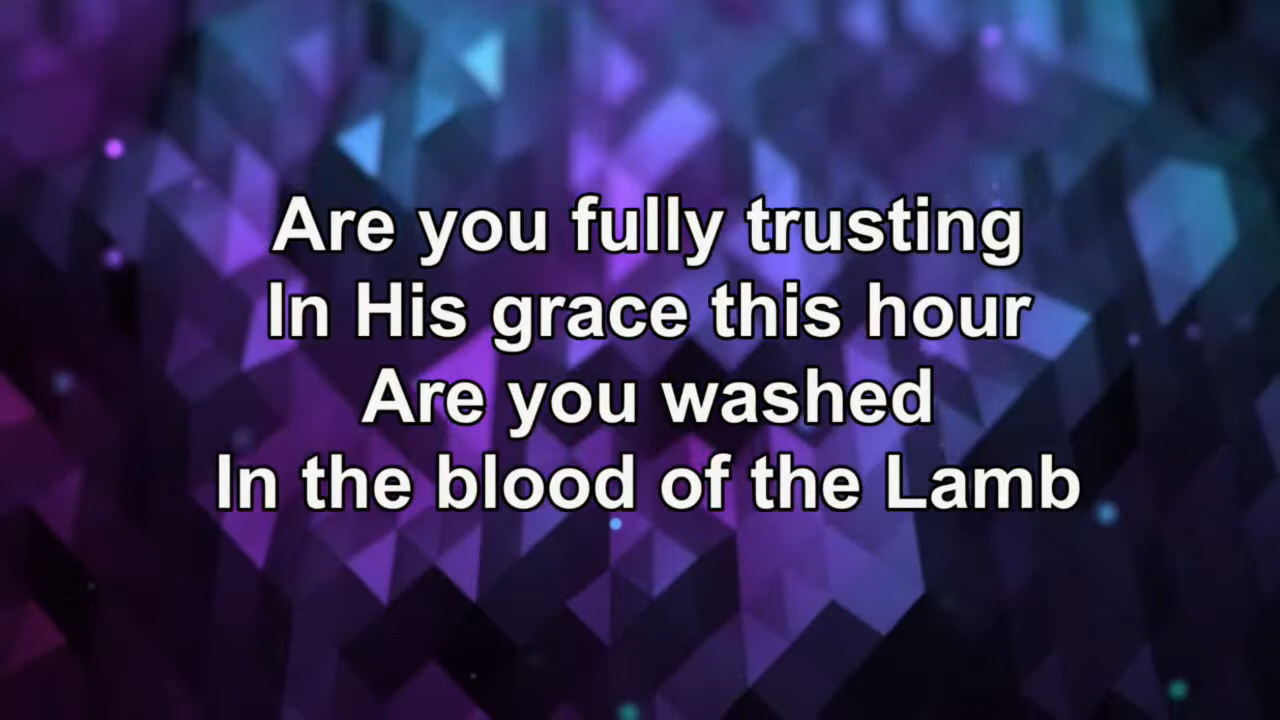 Are you fully trusting
In His grace this hour
Are you washed
In the blood of the Lamb